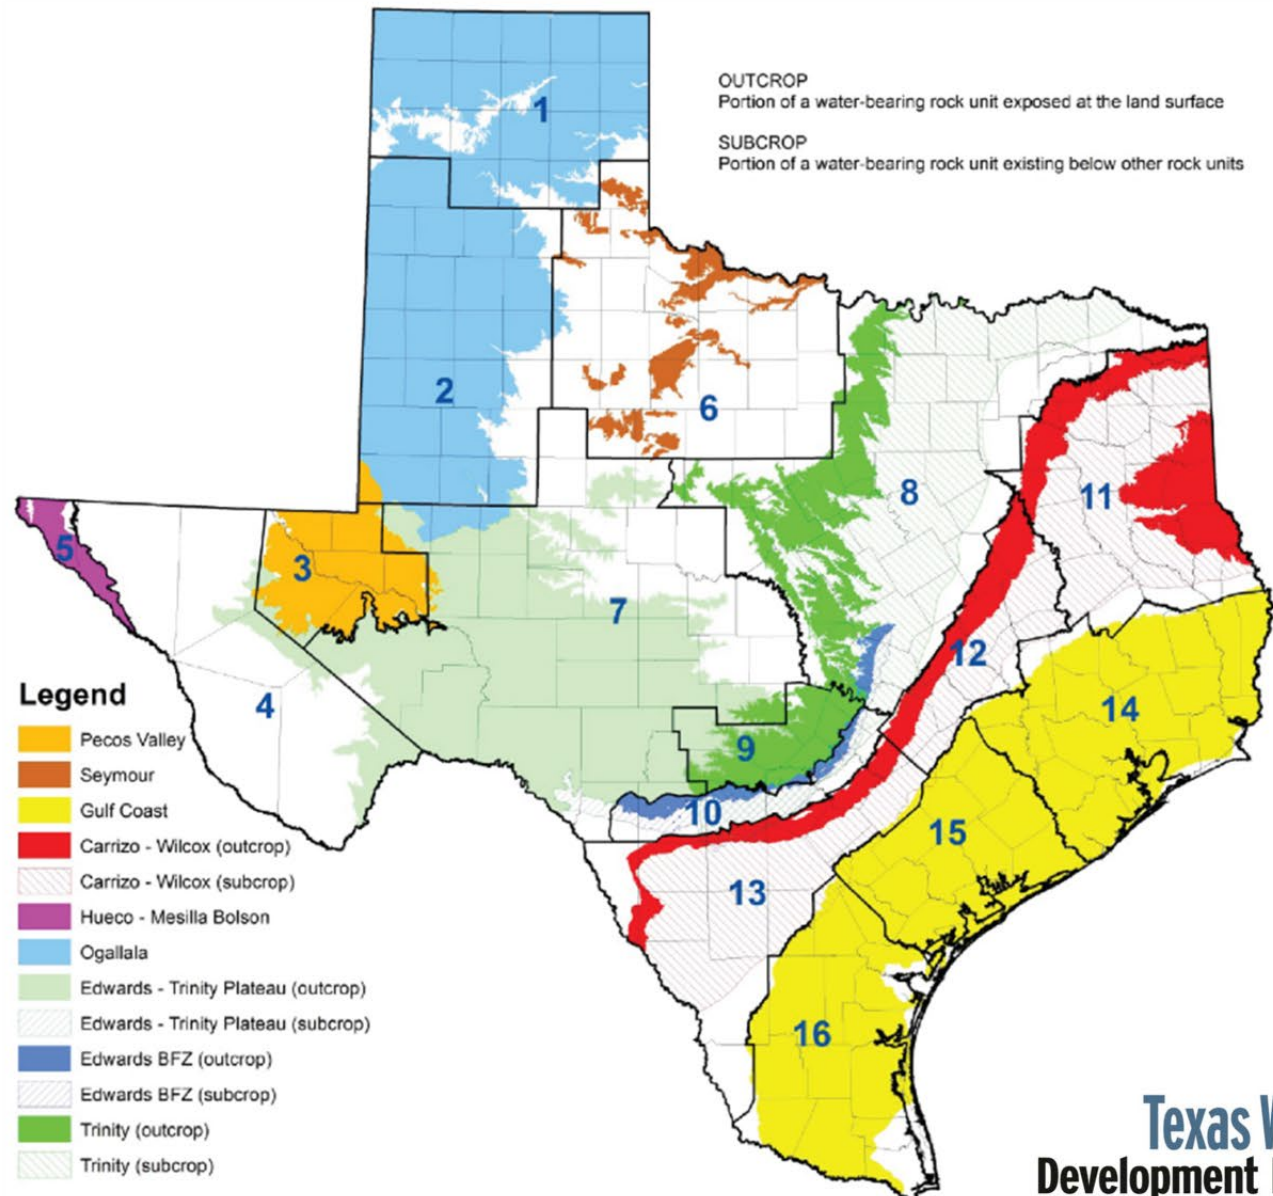 OUTCROP
Portion of a water-bearing rock unit exposed at the land surface
SUBCROP
Portion of a water-bearing rock unit existing below other rock units
1
2
6
8
11
5
3
7
12
4
14
9
10
15
13
16
Legend
Pecos Valley
Seymour
Gulf Coast
Carrizo - Wilcox (outcrop)
Carrizo - Wilcox (subcrop)
Hueco - Mesilla Bolson
Ogallala
Edwards - Trinity Plateau (outcrop)
Edwards - Trinity Plateau (subcrop)
Edwards BFZ (outcrop)
Edwards BFZ (subcrop)
Trinity (outcrop)
Trinity (subcrop)
Texas
Development